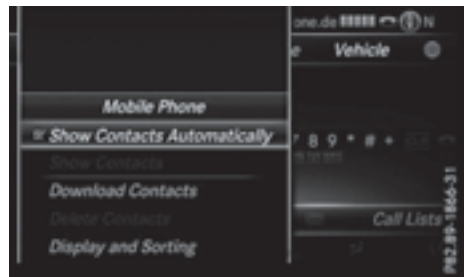 one.de N
e Vehicle
Mobile Phone
Show Contacts Automatically
7 8 9 * # +
Show Contacts
Download Contacts
Delete Contacts
Call Lists
Display and Sorting
P82.89-1866-31